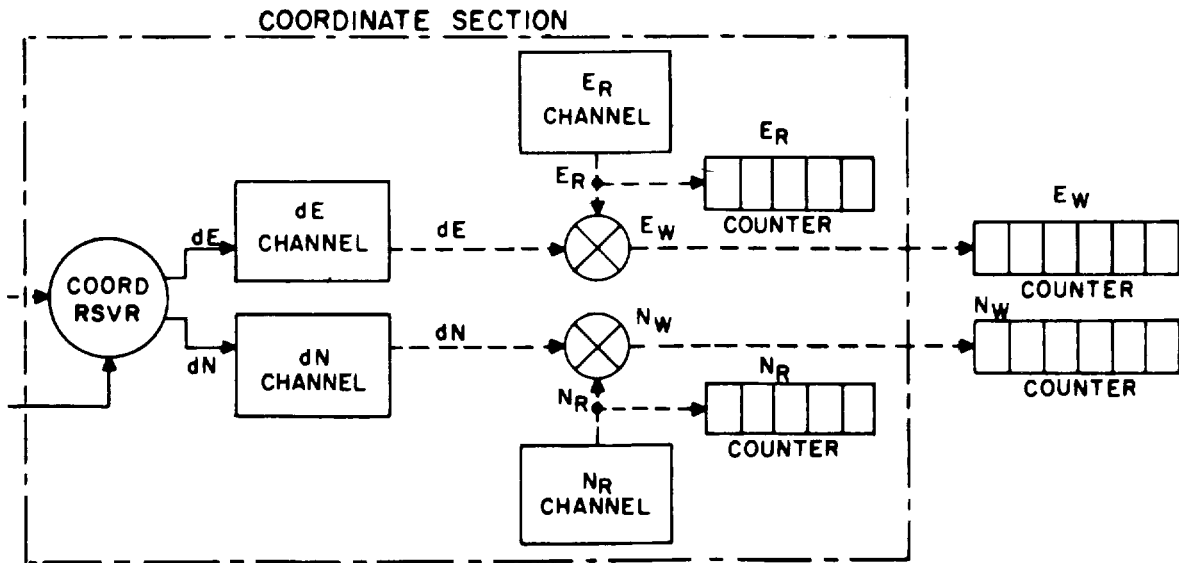 COORDINATE SECTION
ER
CHANNEL
ER
ER
COUNTER
dE
CHANNEL
dE
dE
EW
EW
COUNTER
COORD
RSVR
dN
dN
CHANNEL
dN
NW
NW
COUNTER
NR
NR
COUNTER
NR
CHANNEL